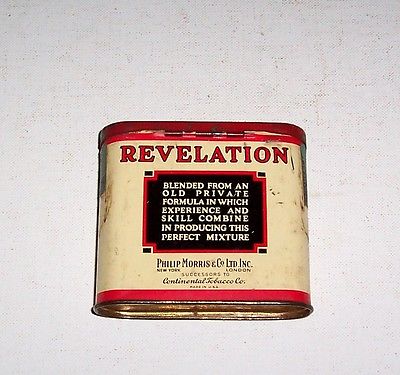 REVELATION
BLENDED FROM AN
OLD PRIVATE
FORMULA IN WHICH
EXPERIENCE AND
SKILL COMBINE
IN PRODUCING THIS
PERFECT MIXTURE
PHILIP MORRIS & CO. LTD. INC.
NEW YORK LONDON
SUCCESSORS TO
Continental Tobacco Co.
MADE IN U.S.A.